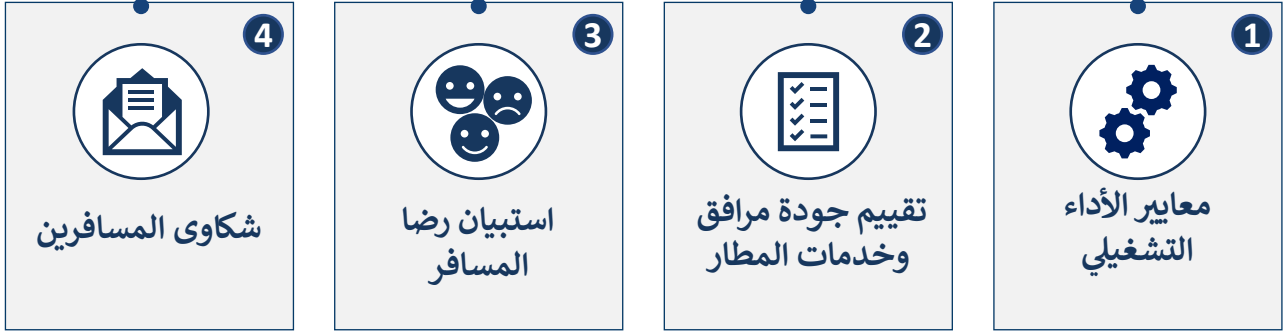 1
معايير الأداء
التشغيلي
2
تقييم جودة مرافق
وخدمات المطار
3
استبيان رضا
المسافر
4
شكاوى المسافرين